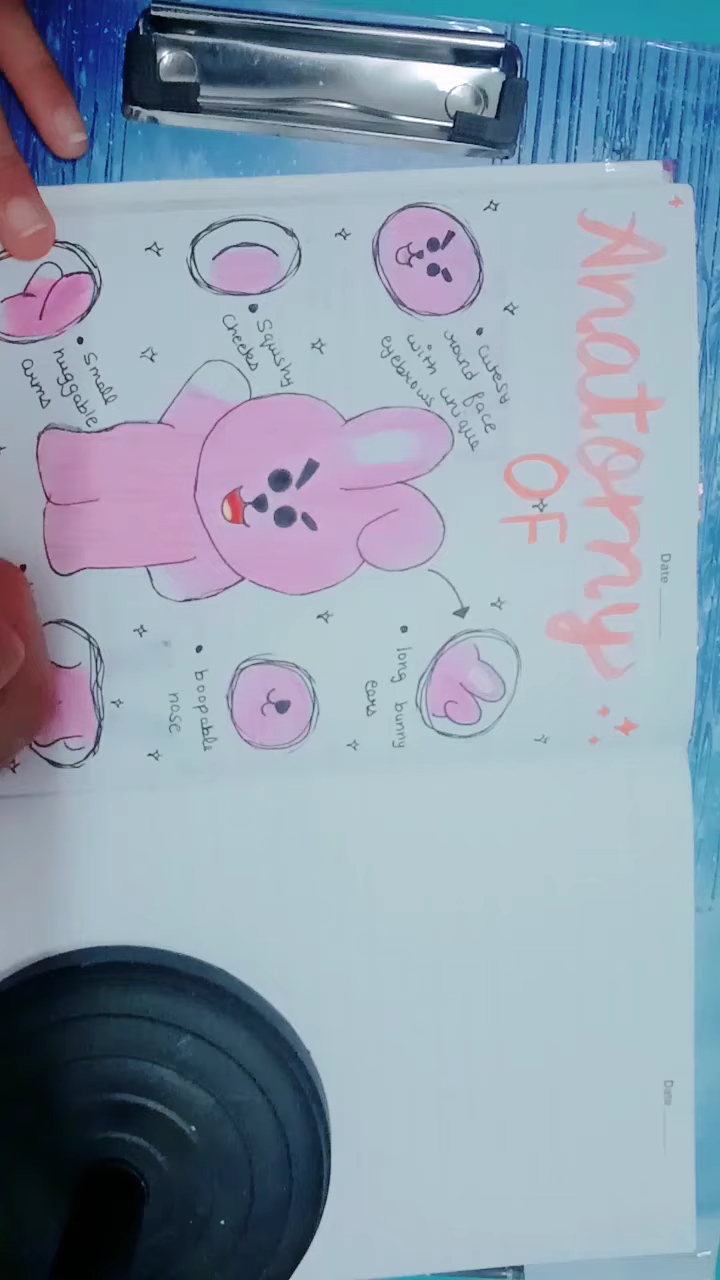 Date
Anatomy
OF
• cutesy
round face
with unique
eyebrows
• Squishy
cheeks
• small
huggable
arms
• long bunny
ears
• boopable
nose
Date